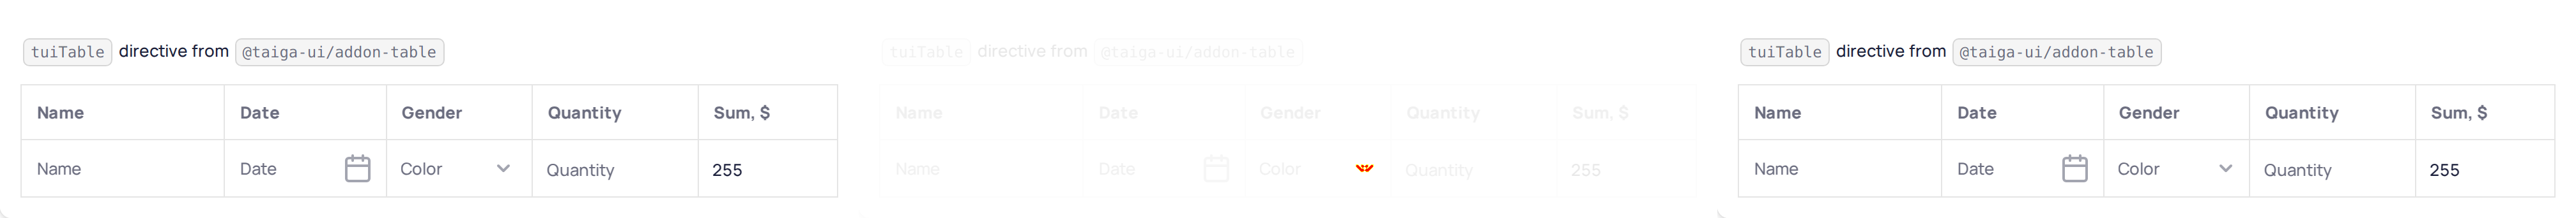 tuiTable directive from @taiga-ui/addon-table
Name Date Gender Quantity Sum, $
Name Date Color Quantity 255
tuiTable directive from @taiga-ui/addon-table
Name Date Gender Quantity Sum, $
Name Date Color Quantity 255
tuiTable directive from @taiga-ui/addon-table
Name Date Gender Quantity Sum, $
Name Date Color Quantity 255